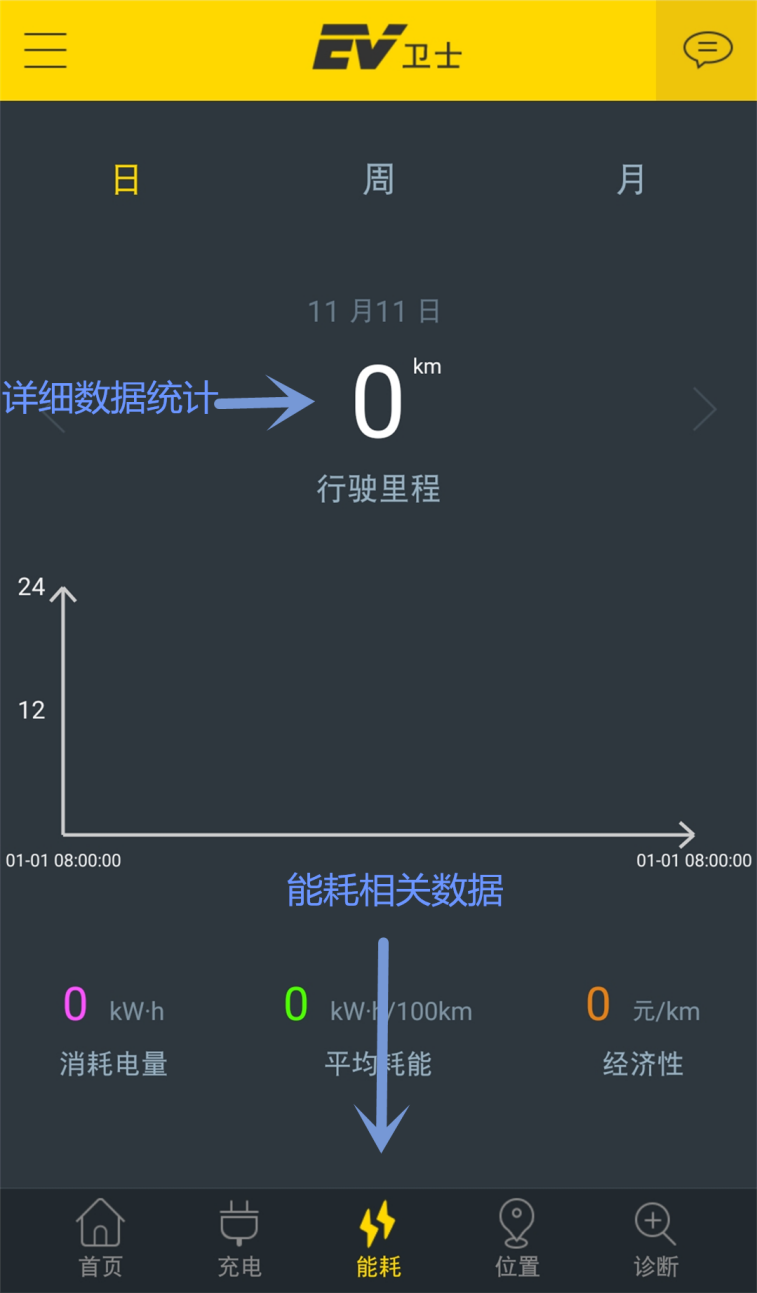 EV卫士
日 周 月
11 月11 日
详细数据统计
0 km
行驶里程
24
12
01-01 08:00:00 01-01 08:00:00
能耗相关数据
0 kW·h 0 kW·h/100km 0 元/km
消耗电量 平均耗能 经济性
首页 充电 能耗 位置 诊断